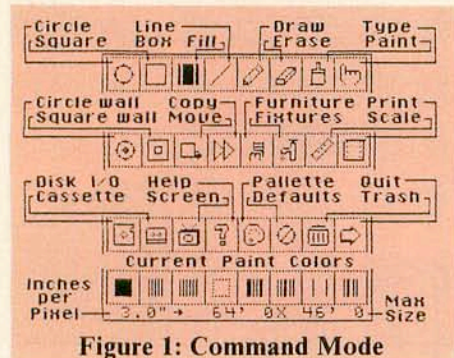 Circle Line Draw Type
Square Box Fill Erase Paint
Circle wall Copy Furniture Print
Square wall Move Fixtures Scale
Disk I/O Help Pallette Quit
Cassette Screen Defaults Trash
Current Paint Colors
Inches per Pixel 3.0"→ 64' 0X 46' 0 Max Size
Figure 1: Command Mode